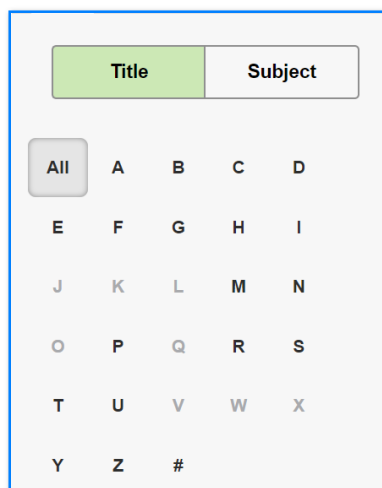 Title Subject
All A B C D
E F G H I
J K L M N
O P Q R S
T U V W X
Y Z #